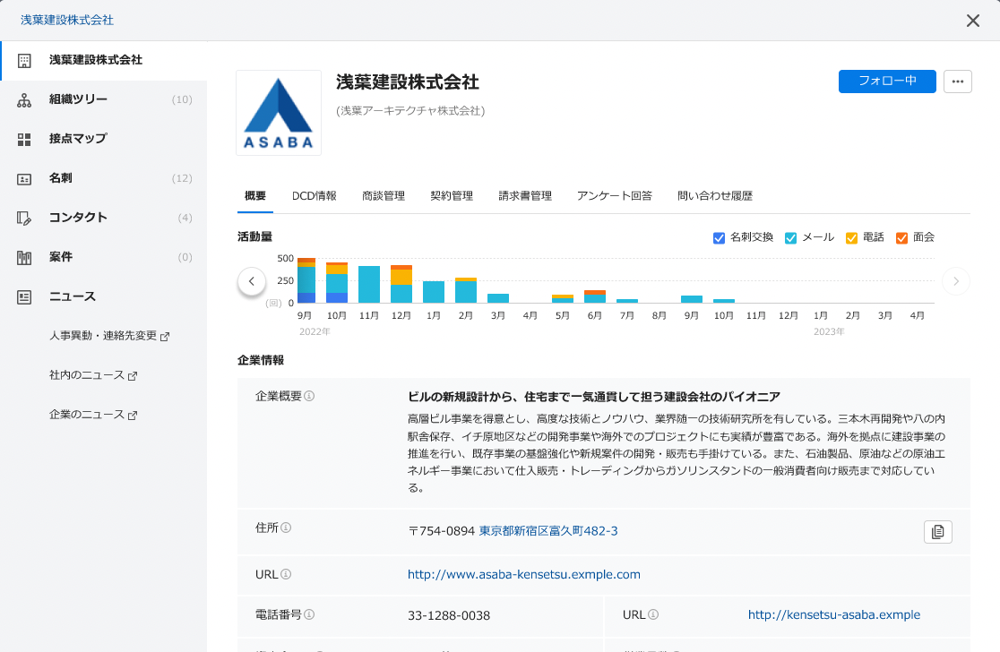 浅葉建設株式会社
浅葉建設株式会社
組織ツリー (10)
接点マップ
名刺 (12)
コンタクト (4)
案件 (0)
ニュース
人事異動・連絡先変更
社内のニュース
企業のニュース
ASABA
浅葉建設株式会社
(浅葉アーキテクチャ株式会社)
フォロー中
概要 DCD情報 商談管理 契約管理 請求書管理 アンケート回答 問い合わせ履歴
活動量
名刺交換 メール 電話 面会
500
250
(回) 0
9月 10月 11月 12月 1月 2月 3月 4月 5月 6月 7月 8月 9月 10月 11月 12月 1月 2月 3月 4月
2022年 2023年
企業情報
企業概要
ビルの新規設計から、住宅まで一気通貫して担う建設会社のパイオニア
高層ビル事業を得意とし、高度な技術とノウハウ、業界随一の技術研究所を有している。三本木再開発や八の内
駅舎保存、イチ原地区などの開発事業や海外でのプロジェクトにも実績が豊富である。海外を拠点に建設事業の
推進を行い、既存事業の基盤強化や新規案件の開発・販売も手掛けている。また、石油製品、原油などの原油エ
ネルギー事業において仕入販売・トレーディングからガソリンスタンドの一般消費者向け販売まで対応してい
る。
住所 〒754-0894 東京都新宿区富久町482-3
URL http://www.asaba-kensetsu.exmple.com
電話番号 33-1288-0038 URL http://kensetsu-asaba.exmple